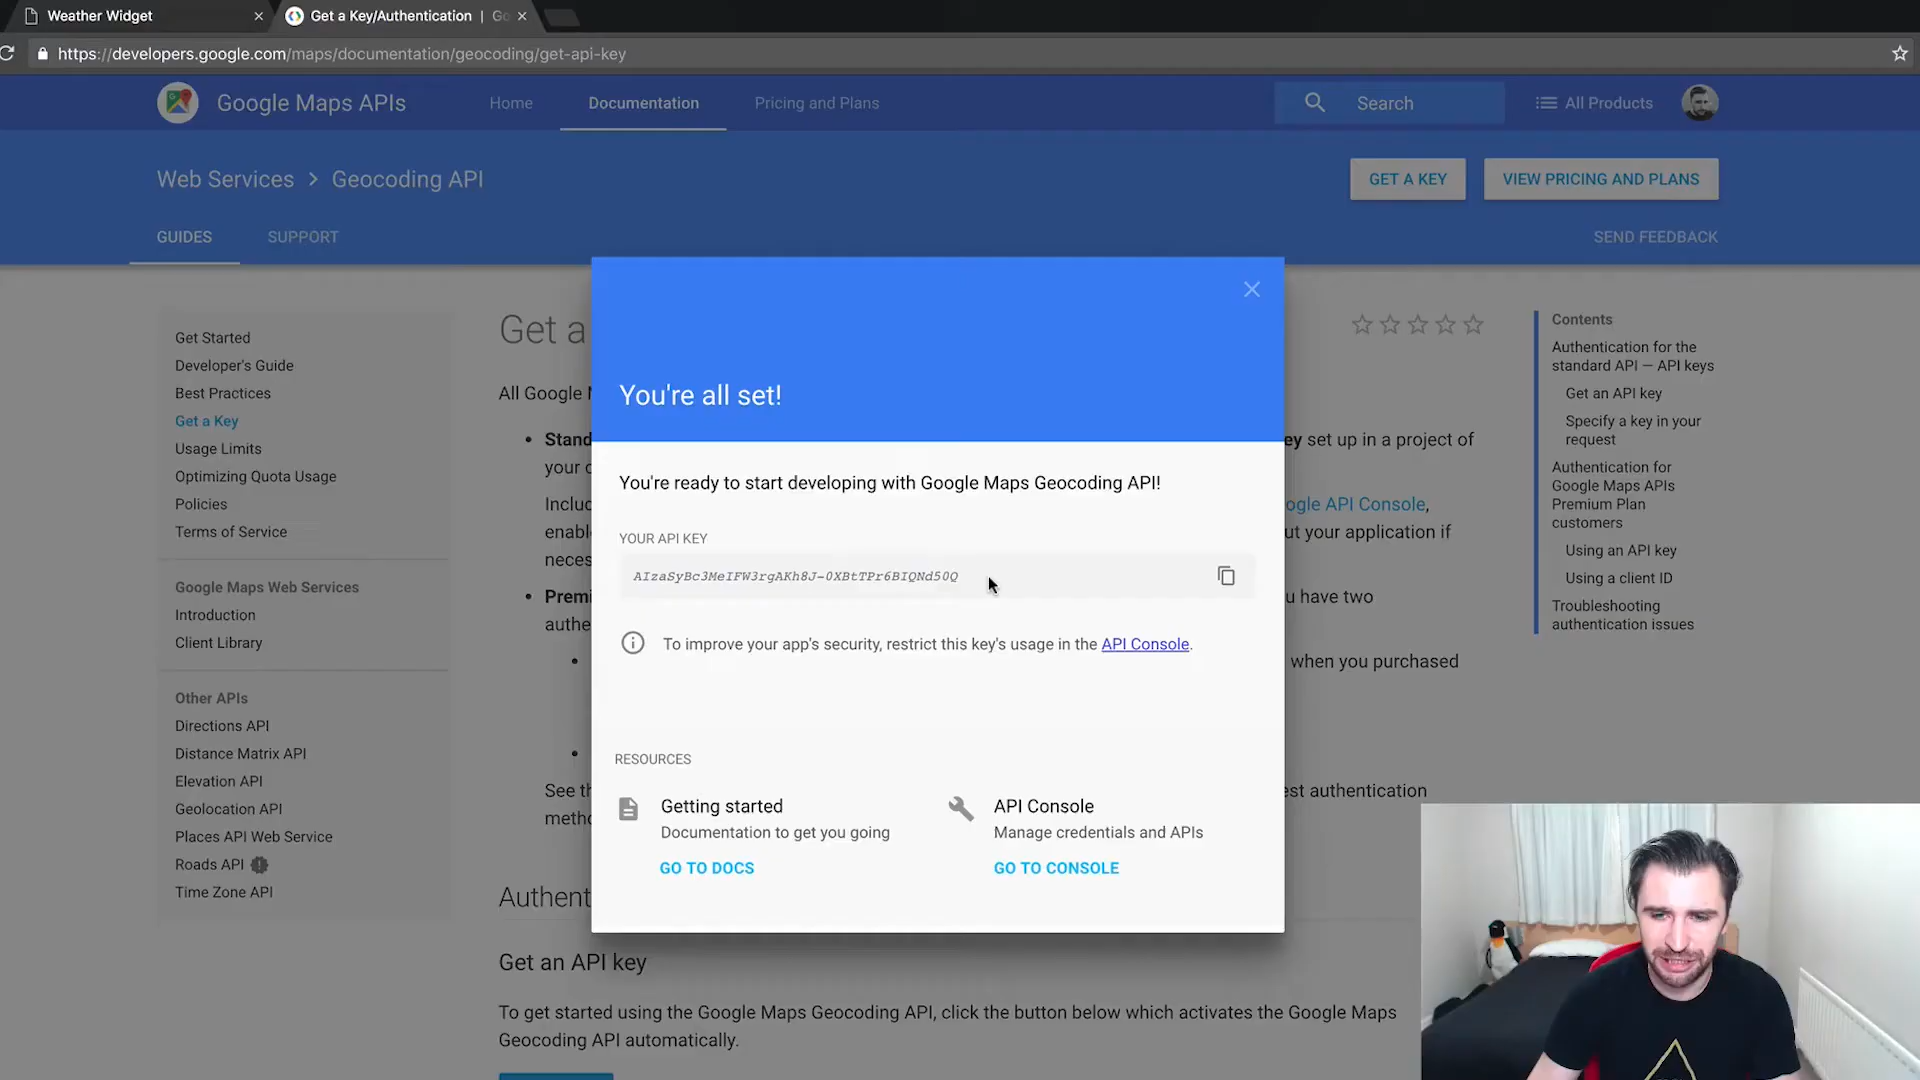 Weather Widget
Get a Key/Authentication | Go
https://developers.google.com/maps/documentation/geocoding/get-api-key
Google Maps APIs
Home
Documentation
Pricing and Plans
Search
All Products
Web Services > Geocoding API
GET A KEY
VIEW PRICING AND PLANS
GUIDES
SUPPORT
SEND FEEDBACK
Get Started
Developer's Guide
Best Practices
Get a Key
Usage Limits
Optimizing Quota Usage
Policies
Terms of Service
Google Maps Web Services
Introduction
Client Library
Other APIs
Directions API
Distance Matrix API
Elevation API
Geolocation API
Places API Web Service
Roads API
Time Zone API
Get a
All Google
Stand
ey set up in a project of
your
Includ
ogle API Console,
enabl
ut your application if
neces
Premi
u have two
authe
when you purchased
See th
est authentication
metho
Authent
Get an API key
To get started using the Google Maps Geocoding API, click the button below which activates the Google Maps
Geocoding API automatically.
You're all set!
You're ready to start developing with Google Maps Geocoding API!
YOUR API KEY
AIzaSyBc3MeIFW3rgAKh8J-0XBtTPr6BIQNd50Q
To improve your app's security, restrict this key's usage in the API Console.
RESOURCES
Getting started
Documentation to get you going
GO TO DOCS
API Console
Manage credentials and APIs
GO TO CONSOLE
Contents
Authentication for the
standard API — API keys
Get an API key
Specify a key in your
request
Authentication for
Google Maps APIs
Premium Plan
customers
Using an API key
Using a client ID
Troubleshooting
authentication issues